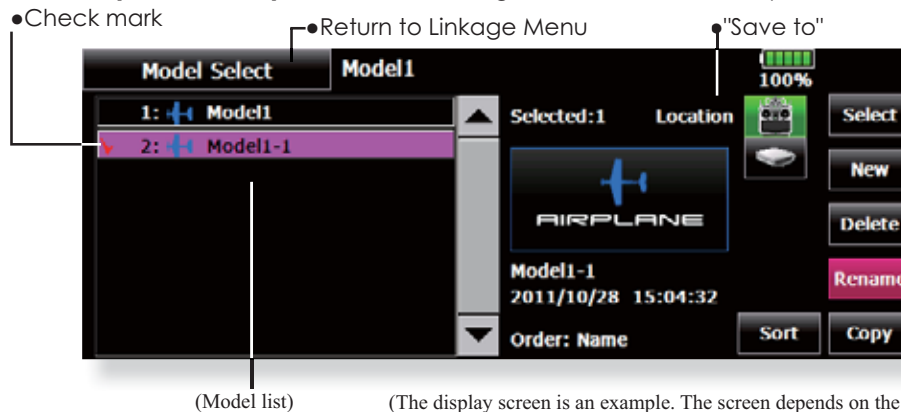 ●Check mark
●Return to Linkage Menu
●"Save to"
Model Select
Model1
100%
1: Model1
2: Model1-1
Selected:1
Location
AIRPLANE
Model1-1
2011/10/28 15:04:32
Order: Name
Select
New
Delete
Rename
Sort
Copy
(Model list)
(The display screen is an example. The screen depends on the